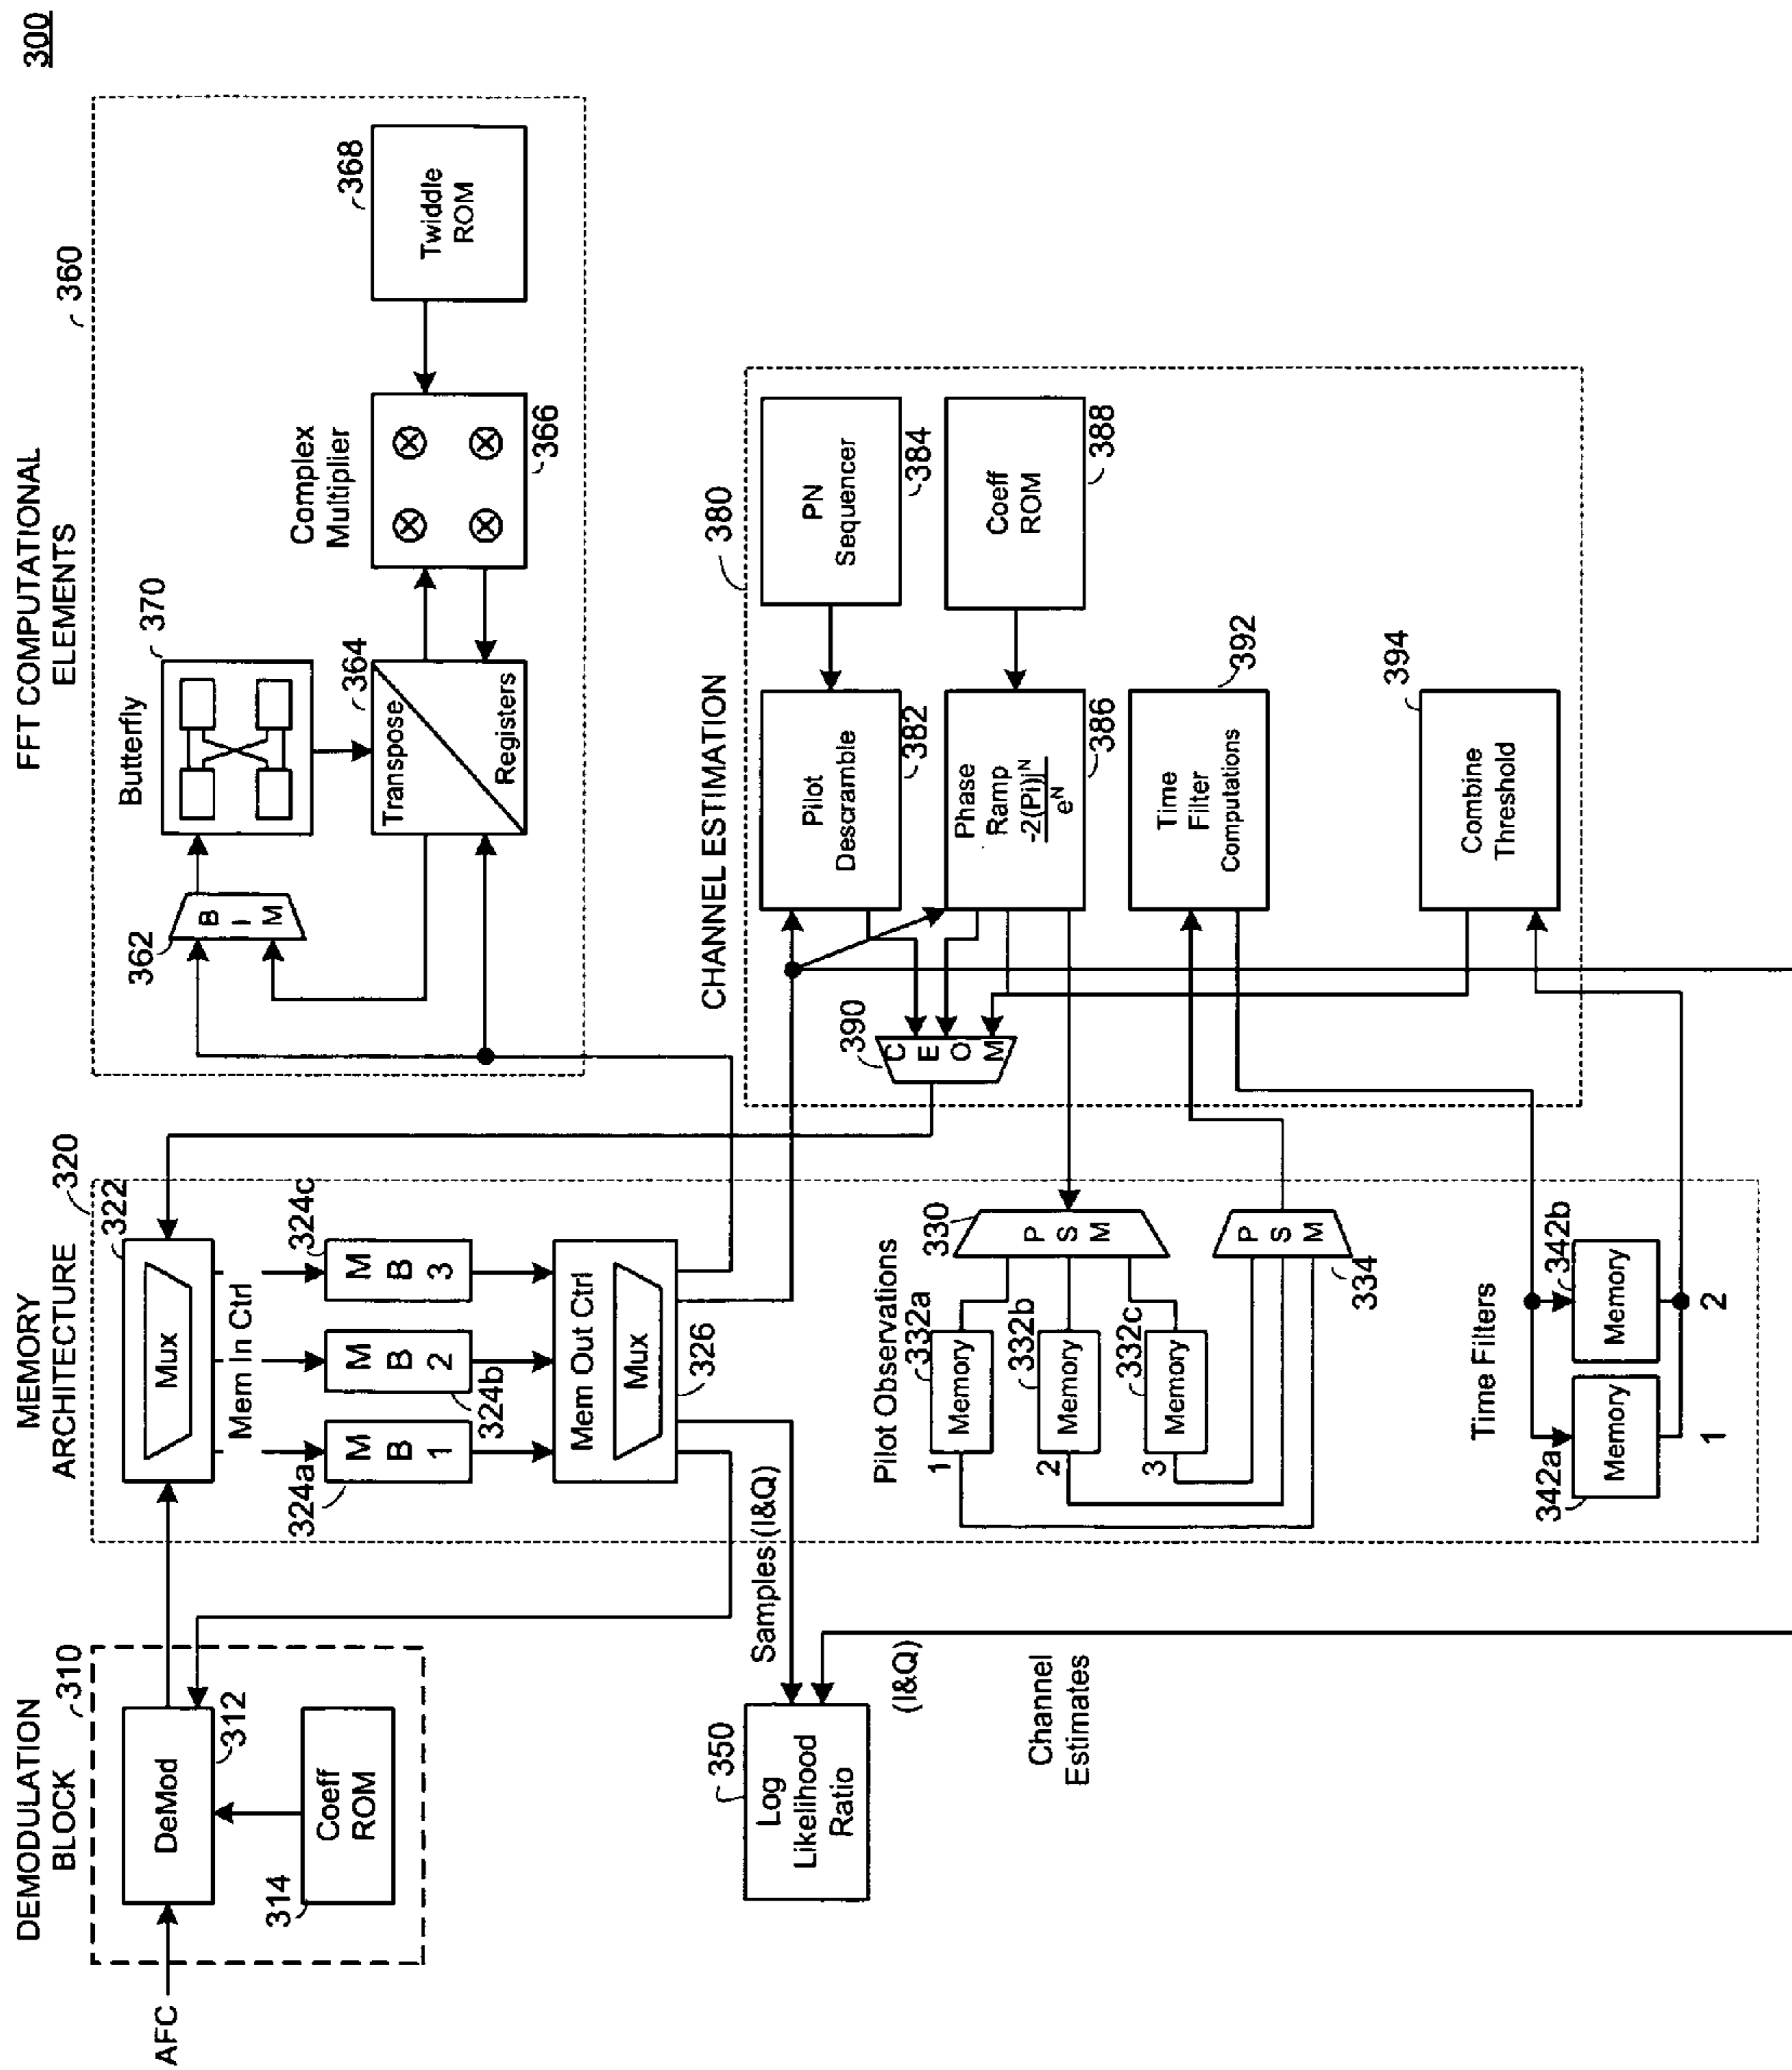 300
DEMODULATION
BLOCK
310
AFC
DeMod
312
314
Coeff
ROM
MEMORY
ARCHITECTURE
320
322
Mux
Mem In Ctrl
324a
M B 1
324b
M B 2
324c
M B 3
Mem Out Ctrl
Mux
326
Samples (I&Q)
350
Log
Likelihood
Ratio
(I&Q)
Channel
Estimates
Pilot Observations
330
P S M
1
Memory
332a
2
Memory
332b
3
Memory
332c
P S M
334
Time Filters
342a
Memory
1
342b
Memory
2
FFT COMPUTATIONAL
ELEMENTS
360
Butterfly
370
362
B I M
364
Transpose
Registers
Complex
Multiplier
366
368
Twiddle
ROM
CHANNEL ESTIMATION
380
390
C E O M
Pilot
Descramble
382
PN
Sequencer
384
Phase
Ramp
-2(Pi)j^N
e^N
386
Coeff
ROM
388
Time
Filter
Computations
392
Combine
Threshold
394